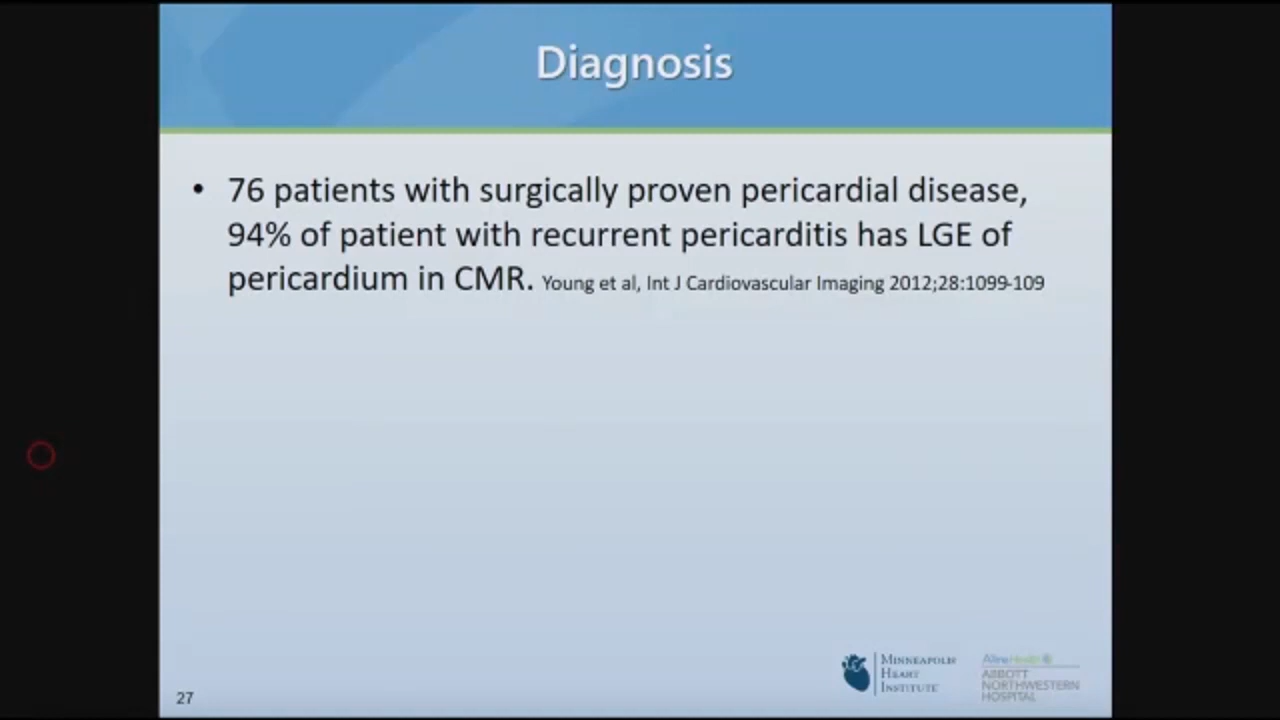 Diagnosis
• 76 patients with surgically proven pericardial disease,
94% of patient with recurrent pericarditis has LGE of
pericardium in CMR. Young et al, Int J Cardiovascular Imaging 2012;28:1099-109
MINNEAPOLIS
HEART
INSTITUTE
AllinaHealth
ABBOTT
NORTHWESTERN
HOSPITAL
27